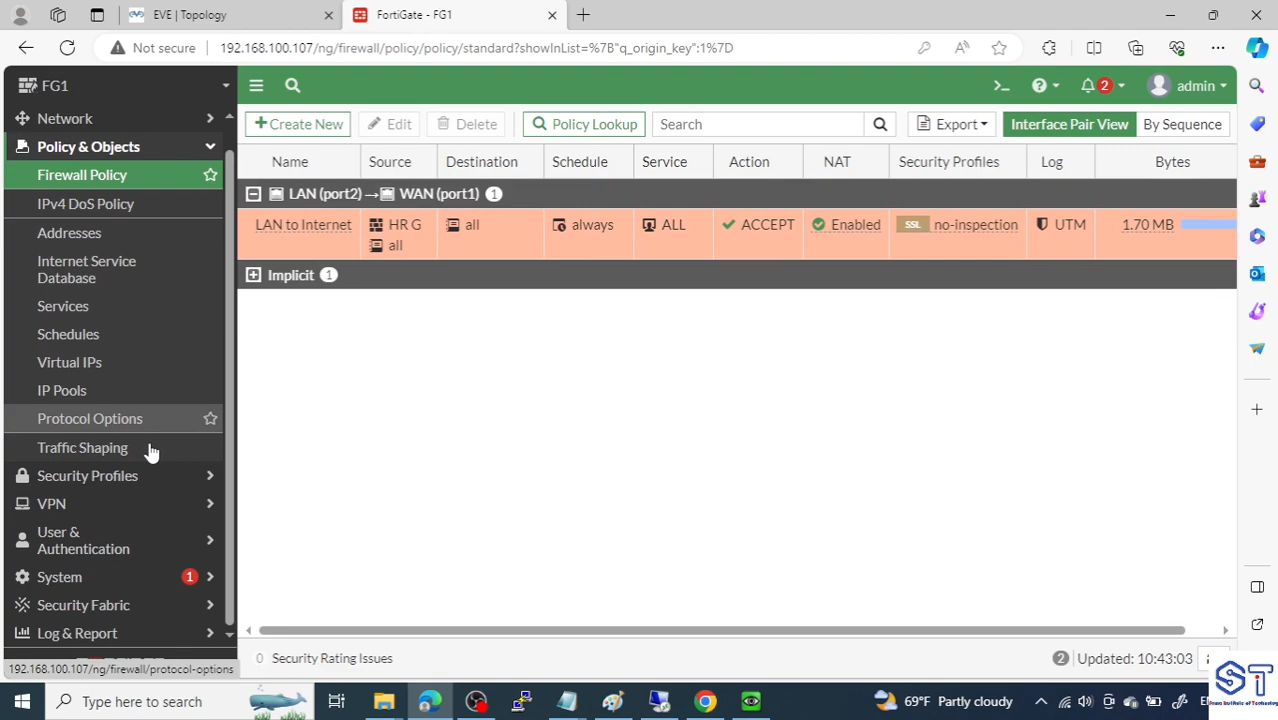 EVE | Topology
FortiGate - FG1
Not secure
192.168.100.107/ng/firewall/policy/policy/standard?showInList=%7B"q_origin_key":1%7D
FG1
2
admin
Network
Policy & Objects
Firewall Policy
IPv4 DoS Policy
Addresses
Internet Service
Database
Services
Schedules
Virtual IPs
IP Pools
Protocol Options
Traffic Shaping
Security Profiles
VPN
User &
Authentication
System 1
Security Fabric
Log & Report
192.168.100.107/ng/firewall/protocol-options
Create New Edit Delete Policy Lookup Search Export Interface Pair View By Sequence
Name Source Destination Schedule Service Action NAT Security Profiles Log Bytes
LAN (port2) → WAN (port1) 1
LAN to Internet HR G all always ALL ACCEPT Enabled SSL no-inspection UTM 1.70 MB
all
Implicit 1
0 Security Rating Issues
2 Updated: 10:43:03
Type here to search
69°F Partly cloudy